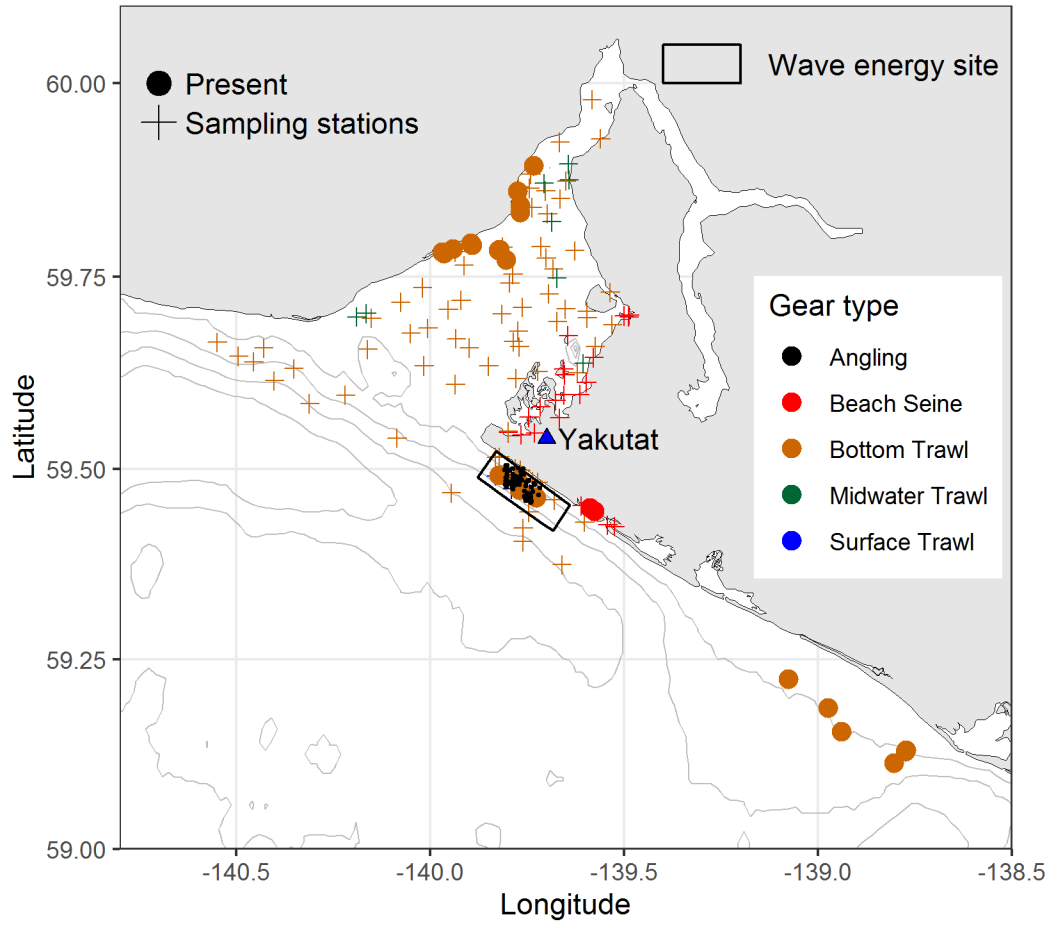 Present
Sampling stations
Wave energy site
60.00
59.75
59.50
59.25
59.00
Latitude
Yakutat
Gear type
Angling
Beach Seine
Bottom Trawl
Midwater Trawl
Surface Trawl
-140.5
-140.0
-139.5
-139.0
-138.5
Longitude